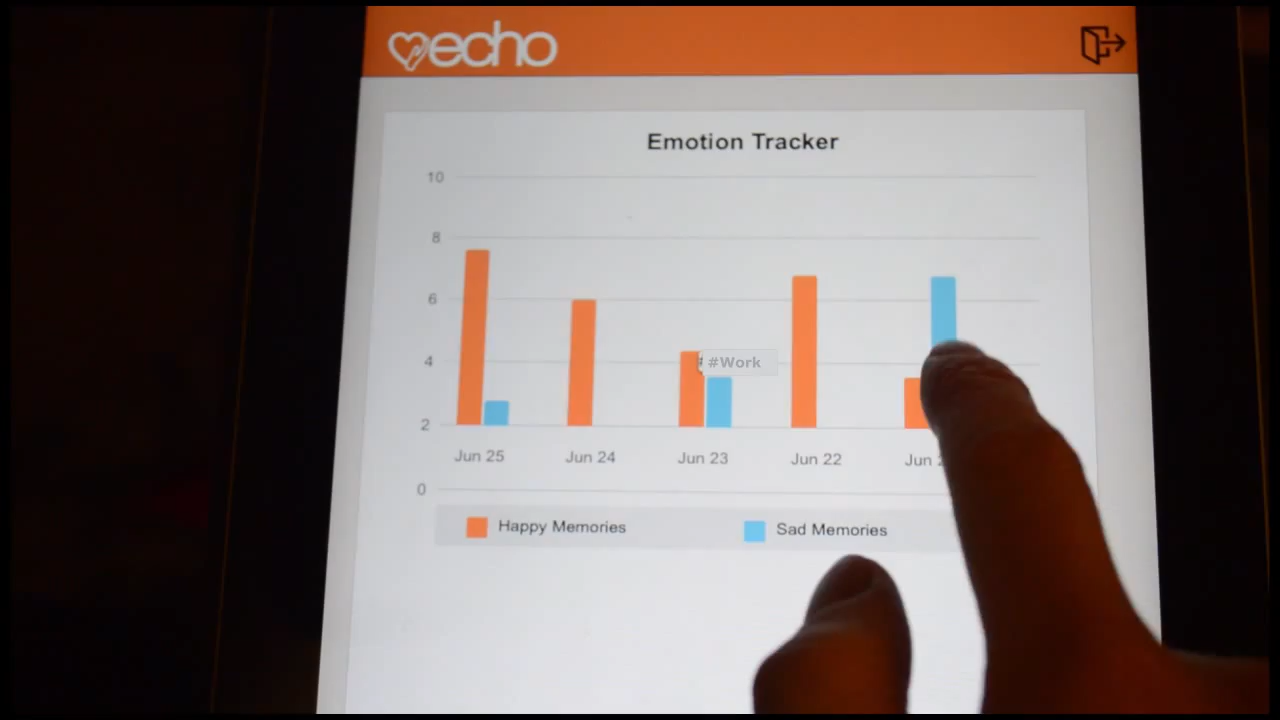 echo
Emotion Tracker
10
8
6
4
2
0
# #Work
Jun 25 Jun 24 Jun 23 Jun 22 Jun
Happy Memories Sad Memories